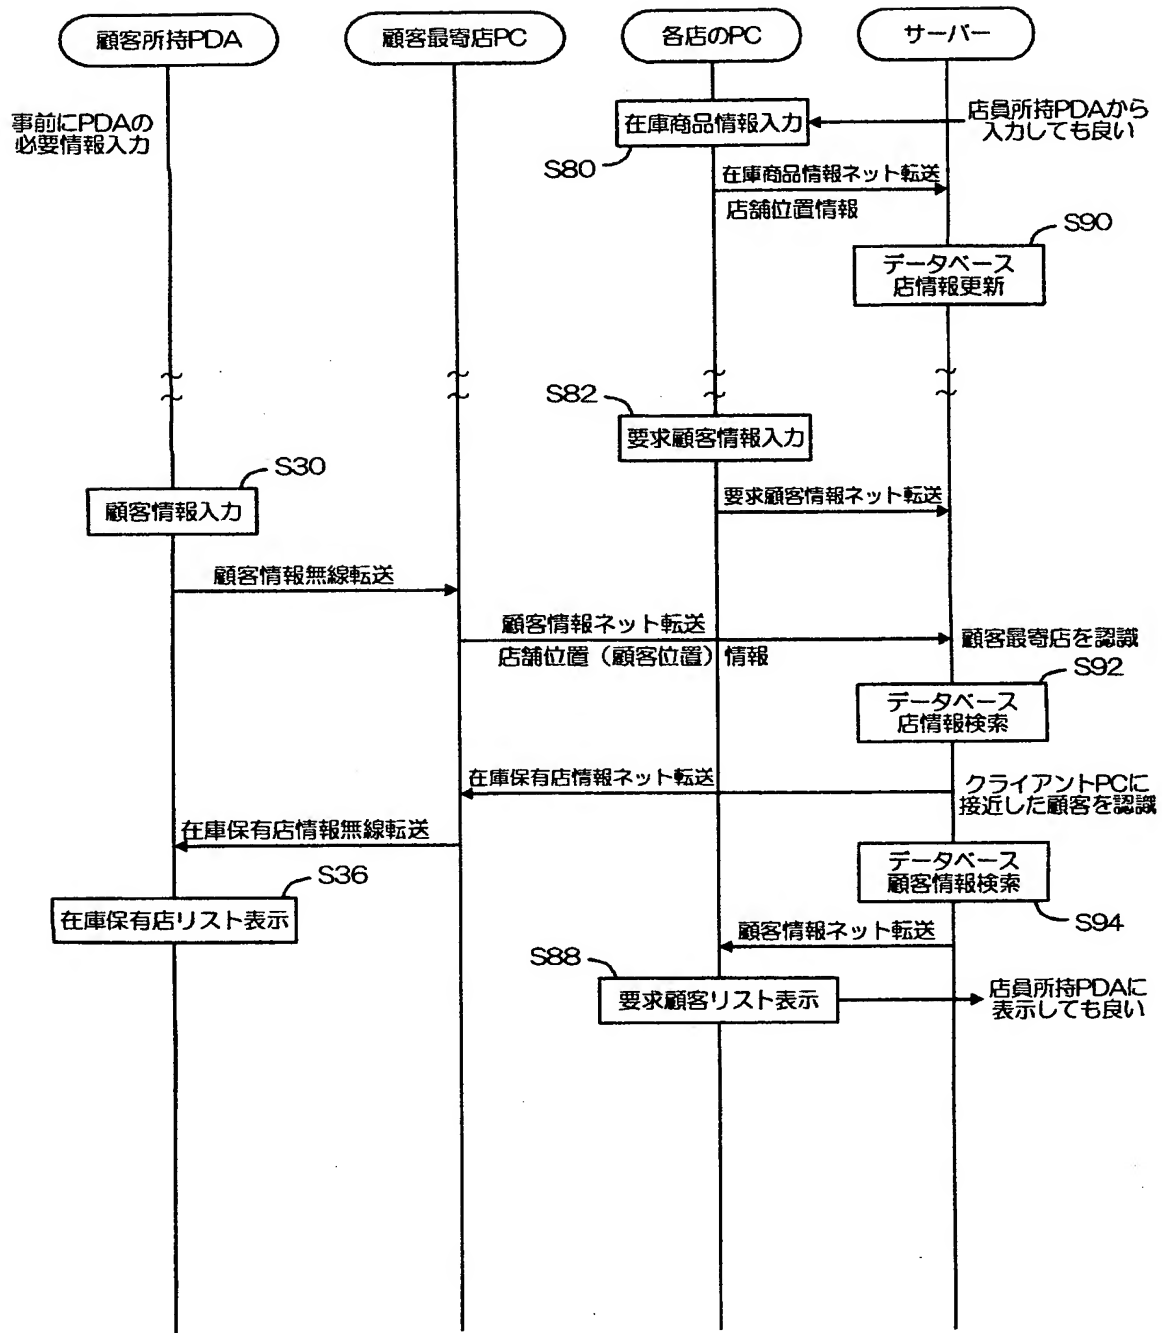 顧客所持PDA
顧客最寄店PC
各店のPC
サーバー
事前にPDAの
必要情報入力
在庫商品情報入力
店員所持PDAから
入力しても良い
S80
在庫商品情報ネット転送
店舗位置情報
S90
データベース
店情報更新
S82
要求顧客情報入力
S30
顧客情報入力
要求顧客情報ネット転送
顧客情報無線転送
顧客情報ネット転送
店舗位置（顧客位置）情報
顧客最寄店を認識
S92
データベース
店情報検索
在庫保有店情報ネット転送
クライアントPCに
接近した顧客を認識
在庫保有店情報無線転送
S36
在庫保有店リスト表示
データベース
顧客情報検索
S94
顧客情報ネット転送
S88
要求顧客リスト表示
店員所持PDAに
表示しても良い